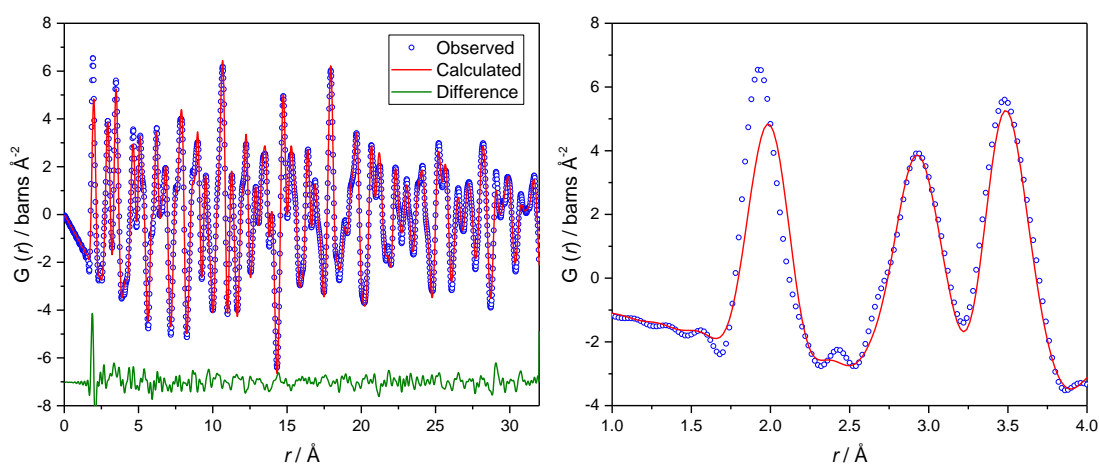 8
6
4
2
0
-2
-4
-6
-8
G (r) / barns Å-2
Observed
Calculated
Difference
0 5 10 15 20 25 30
r / Å
8
6
4
2
0
-2
-4
G (r) / barns Å-2
1.0 1.5 2.0 2.5 3.0 3.5 4.0
r / Å